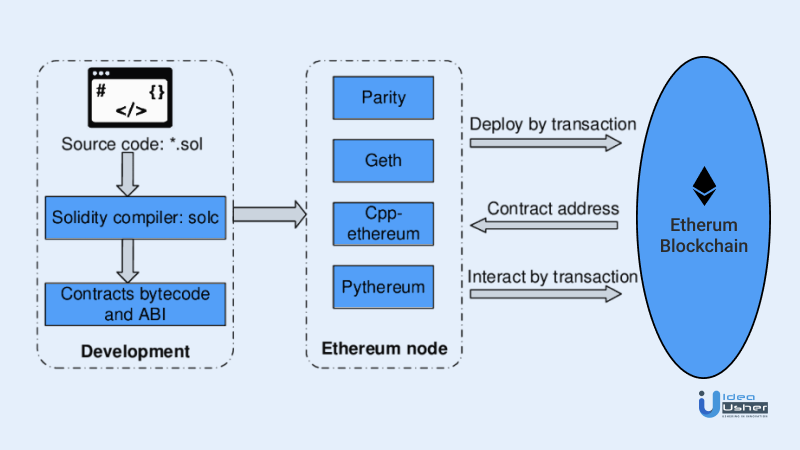 # {}
</>
Source code: *.sol
Solidity compiler: solc
Contracts bytecode
and ABI
Development
Parity
Geth
Cpp-
ethereum
Pythereum
Ethereum node
Deploy by transaction
Contract address
Interact by transaction
Etherum
Blockchain
Idea
Usher